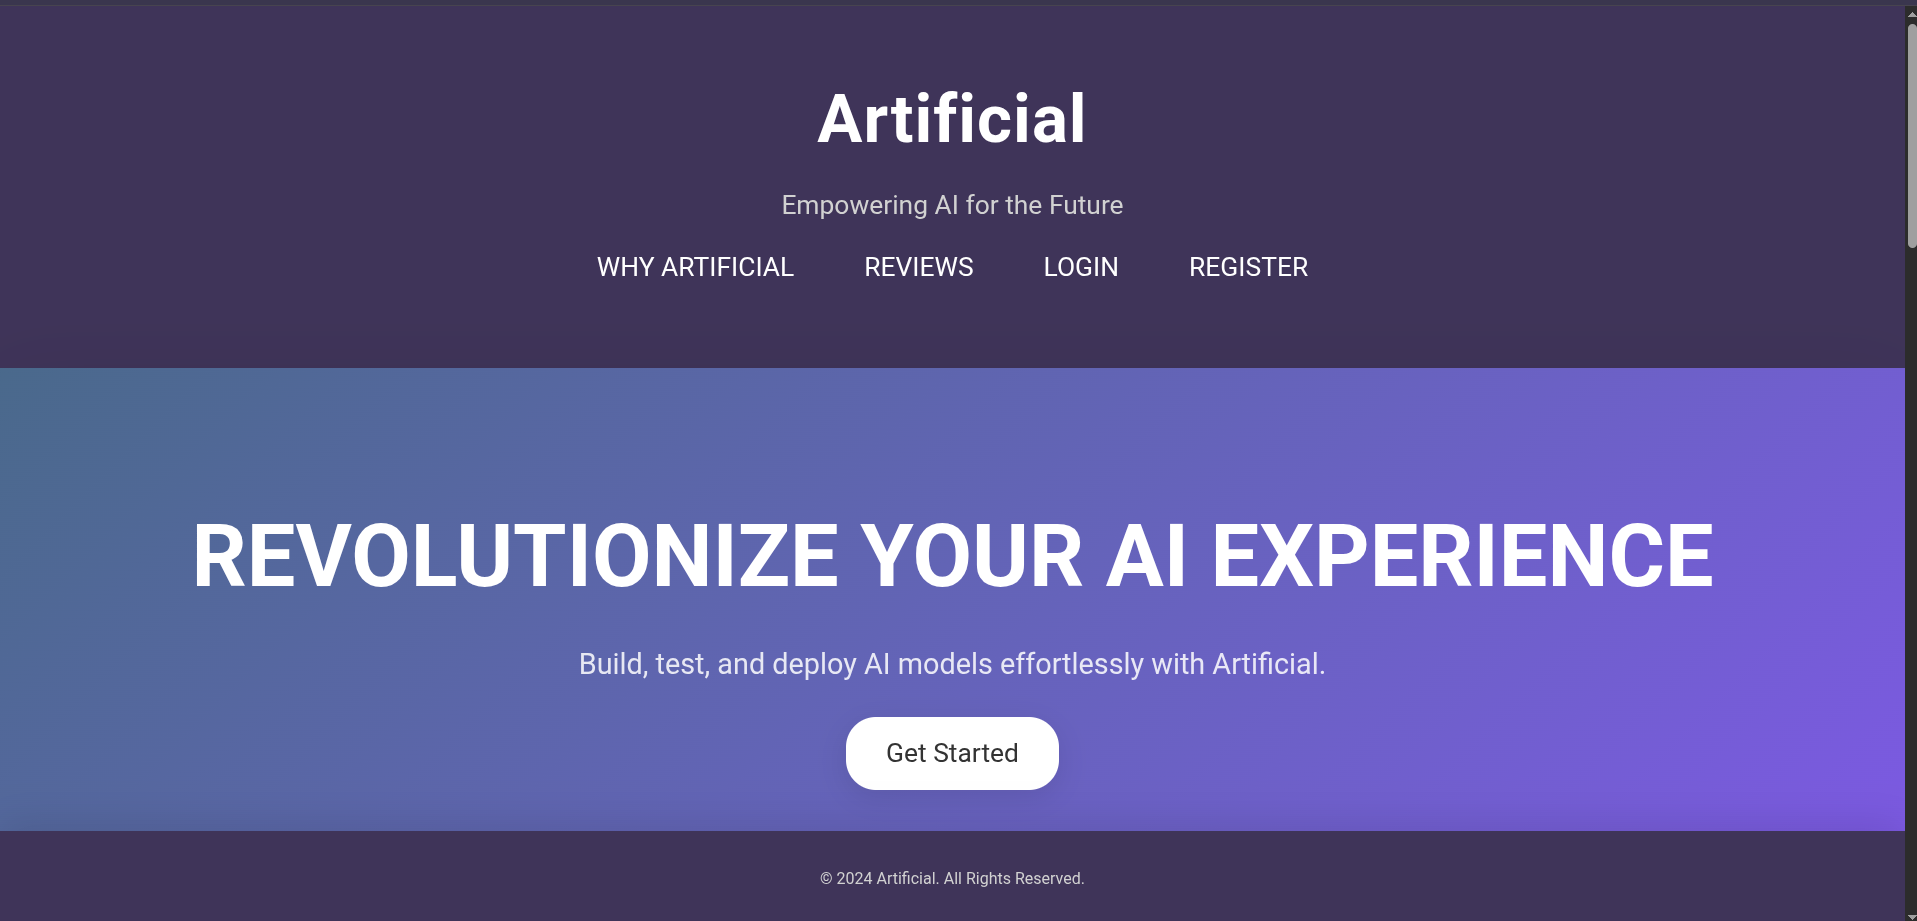 Artificial
Empowering AI for the Future
WHY ARTIFICIAL REVIEWS LOGIN REGISTER
REVOLUTIONIZE YOUR AI EXPERIENCE
Build, test, and deploy AI models effortlessly with Artificial.
Get Started
© 2024 Artificial. All Rights Reserved.